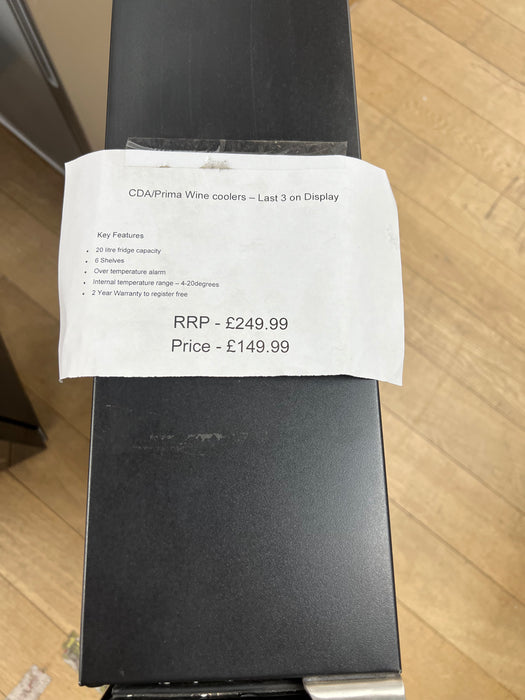 CDA/Prima Wine coolers – Last 3 on Display
Key Features
• 20 litre fridge capacity
• 6 Shelves
• Over temperature alarm
• Internal temperature range – 4-20degrees
• 2 Year Warranty to register free
RRP - £249.99
Price - £149.99